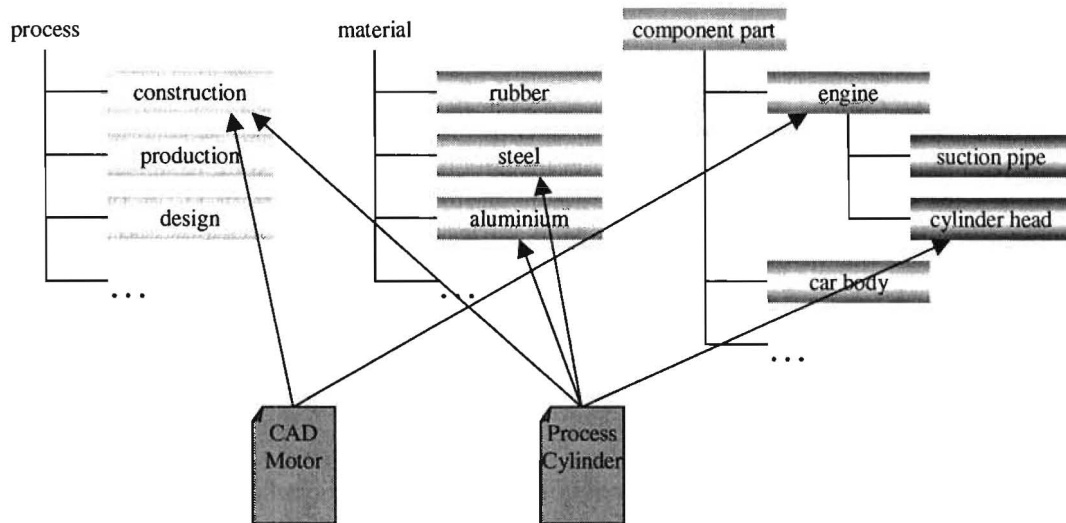 process
material
component part
construction
rubber
engine
production
steel
suction pipe
design
aluminium
cylinder head
...
...
car body
...
CAD
Motor
Process
Cylinder